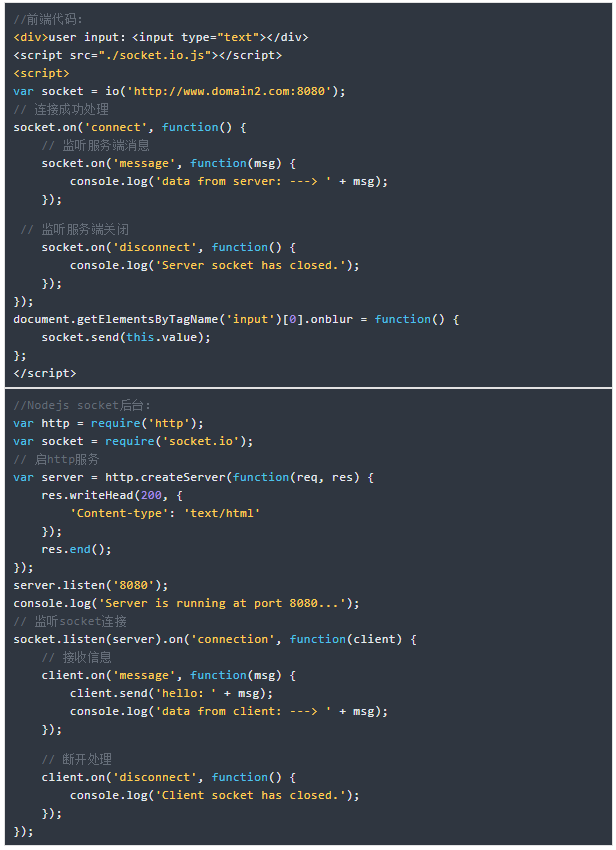 //前端代码:
<div>user input: <input type="text"></div>
<script src="./socket.io.js"></script>
<script>
var socket = io('http://www.domain2.com:8080');
// 连接成功处理
socket.on('connect', function() {
    // 监听服务端消息
    socket.on('message', function(msg) {
        console.log('data from server: ---> ' + msg);
    });
 // 监听服务端关闭
    socket.on('disconnect', function() {
        console.log('Server socket has closed.');
    });
});
document.getElementsByTagName('input')[0].onblur = function() {
    socket.send(this.value);
};
</script>
//Nodejs socket后台:
var http = require('http');
var socket = require('socket.io');
// 启http服务
var server = http.createServer(function(req, res) {
    res.writeHead(200, {
        'Content-type': 'text/html'
    });
    res.end();
});
server.listen('8080');
console.log('Server is running at port 8080...');
// 监听socket连接
socket.listen(server).on('connection', function(client) {
    // 接收信息
    client.on('message', function(msg) {
        client.send('hello: ' + msg);
        console.log('data from client: ---> ' + msg);
    });
    // 断开处理
    client.on('disconnect', function() {
        console.log('Client socket has closed.');
    });
});